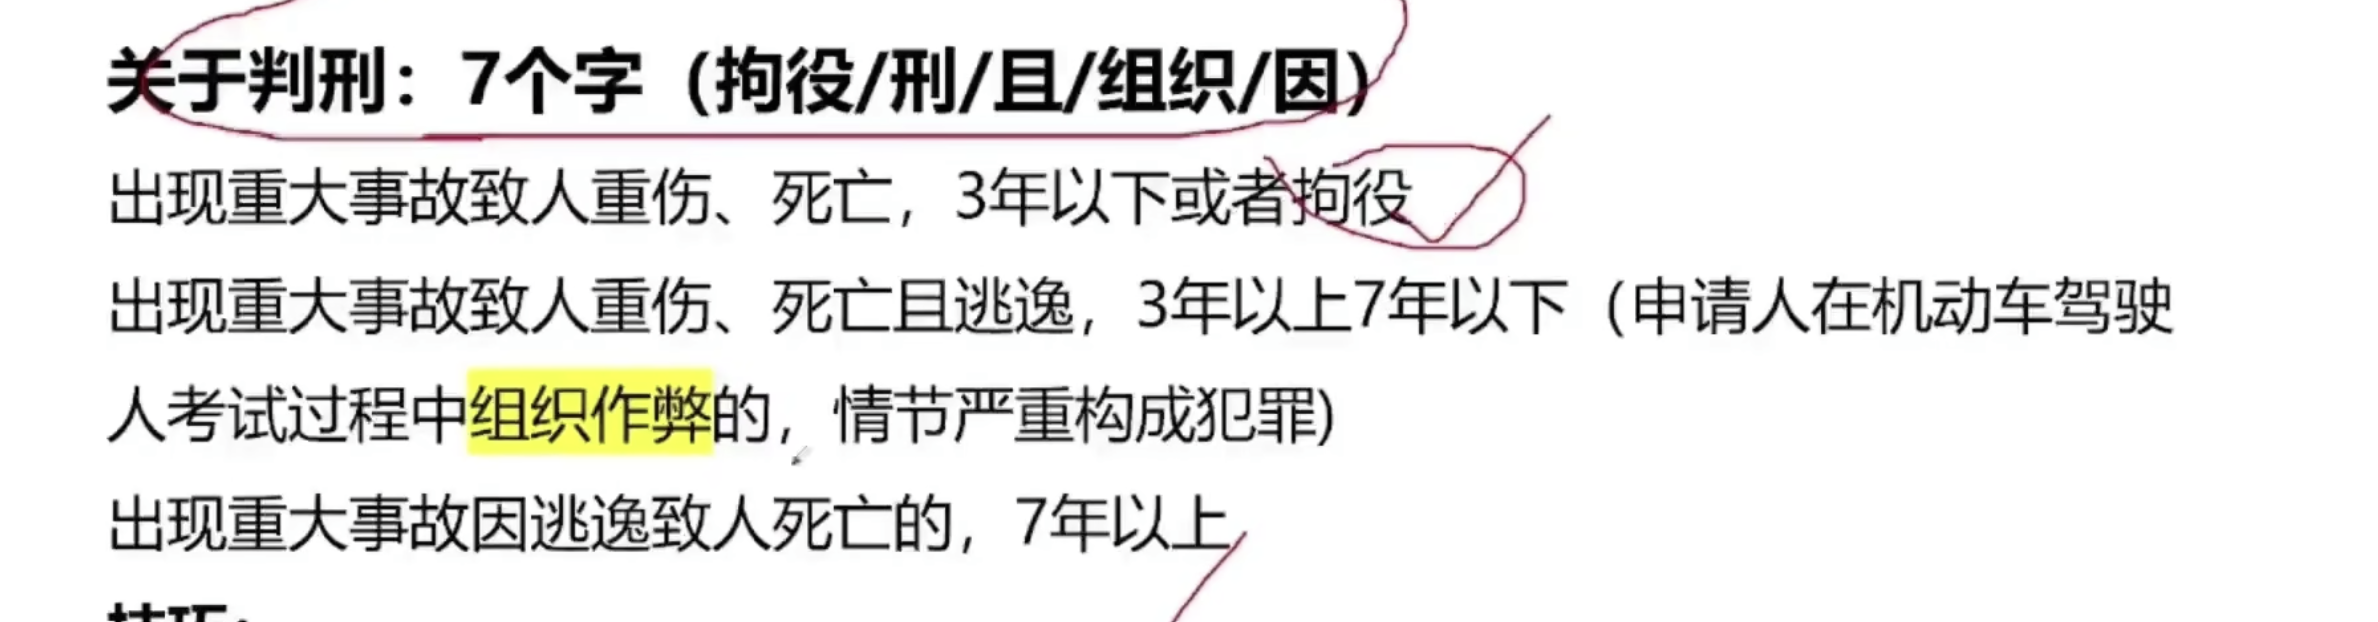 关于判刑：7个字（拘役/刑/且/组织/因）
出现重大事故致人重伤、死亡，3年以下或者拘役
出现重大事故致人重伤、死亡且逃逸，3年以上7年以下（申请人在机动车驾驶
人考试过程中组织作弊的，情节严重构成犯罪)
出现重大事故因逃逸致人死亡的，7年以上
技巧：